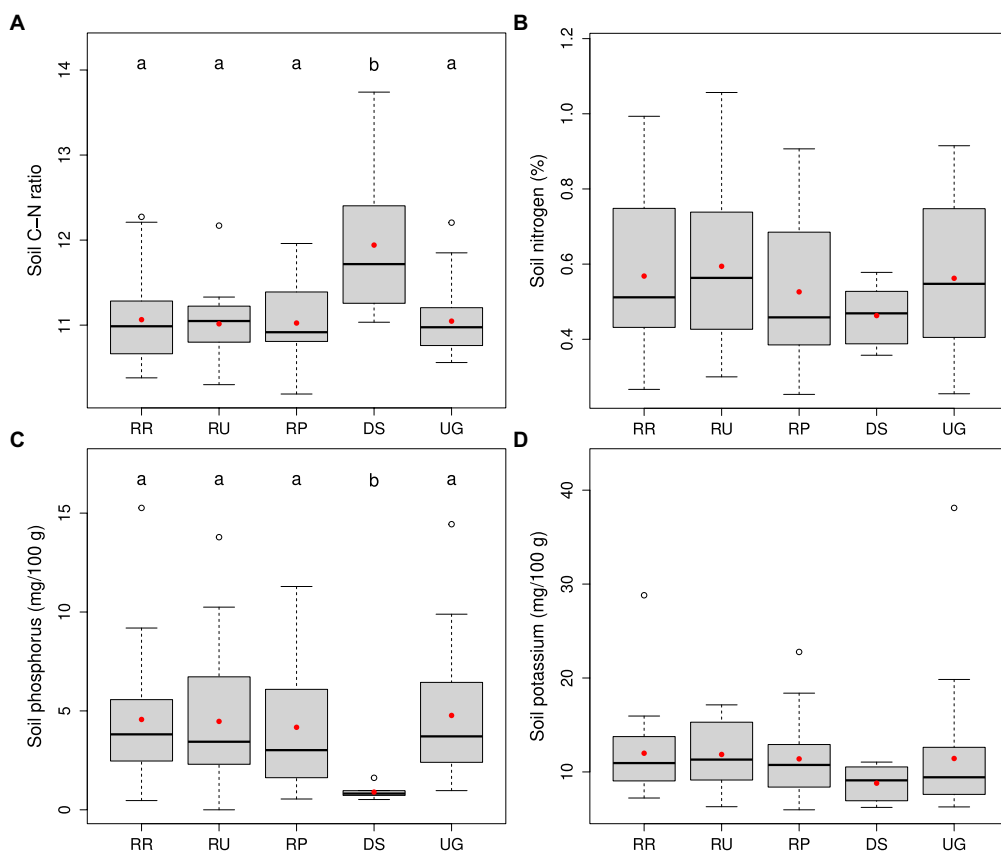 A
Soil C−N ratio
14
13
12
11
a a a b a
RR RU RP DS UG
B
Soil nitrogen (%)
1.2
1.0
0.8
0.6
0.4
RR RU RP DS UG
C
Soil phosphorus (mg/100 g)
15
10
5
0
a a a b a
RR RU RP DS UG
D
Soil potassium (mg/100 g)
40
30
20
10
RR RU RP DS UG